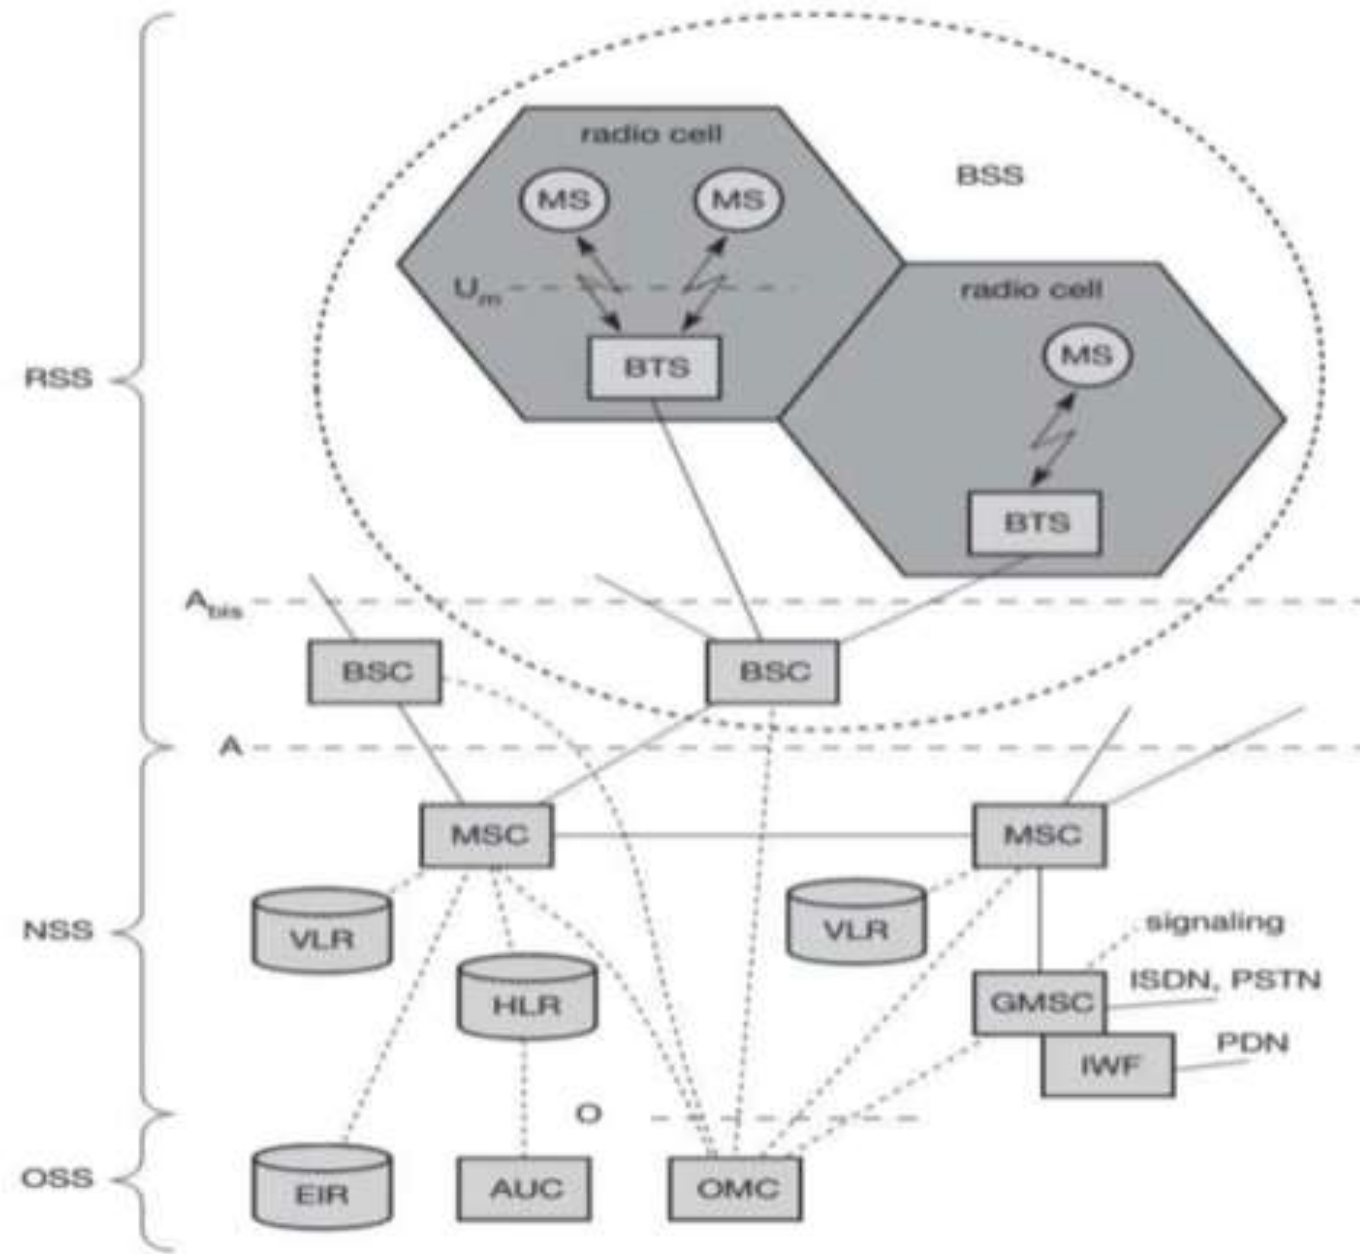 radio cell
MS MS
BSS
Um
radio cell
BTS
MS
RSS
BTS
Abis
BSC BSC
A
MSC MSC
VLR VLR
NSS
signaling
HLR
GMSC ISDN, PSTN
IWF PDN
O
OSS
EIR AUC OMC